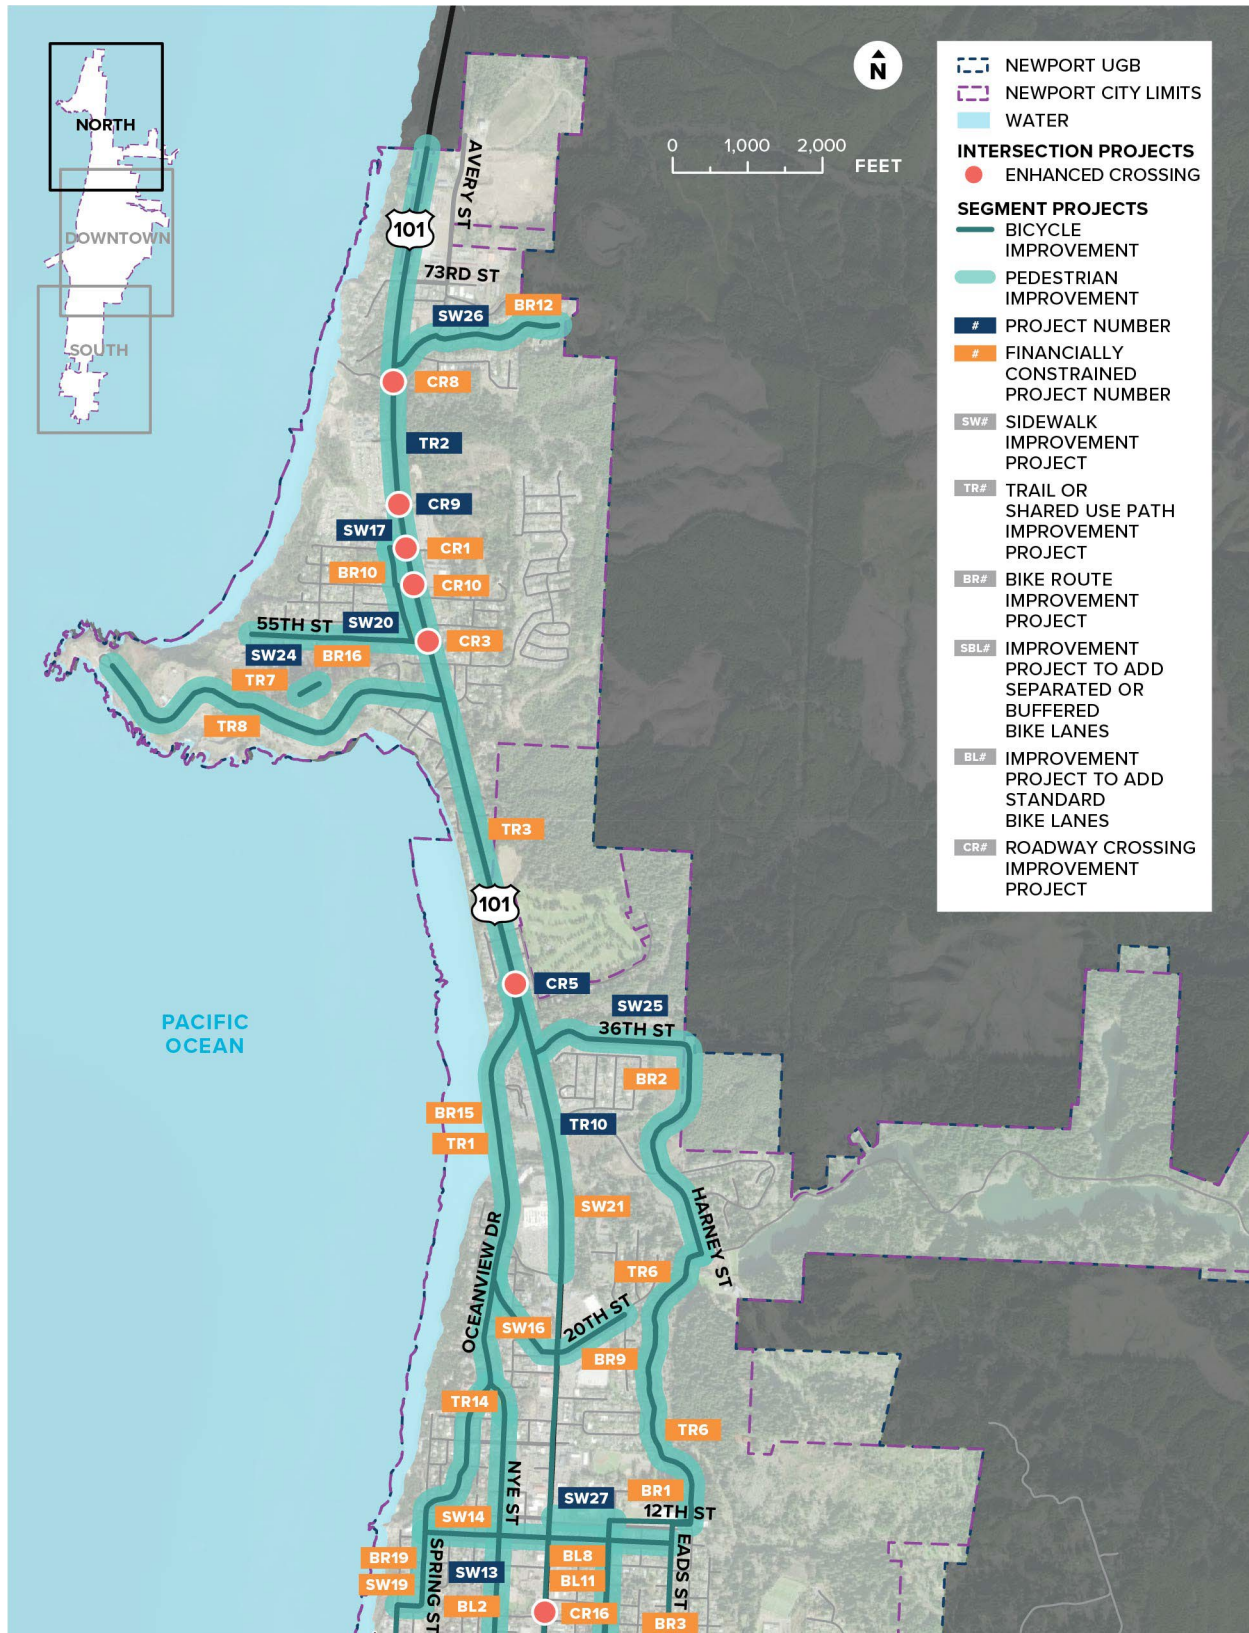 NORTH
DOWNTOWN
SOUTH
N
0 1,000 2,000
FEET
NEWPORT UGB
NEWPORT CITY LIMITS
WATER
INTERSECTION PROJECTS
ENHANCED CROSSING
SEGMENT PROJECTS
BICYCLE
IMPROVEMENT
PEDESTRIAN
IMPROVEMENT
# PROJECT NUMBER
# FINANCIALLY
CONSTRAINED
PROJECT NUMBER
SW# SIDEWALK
IMPROVEMENT
PROJECT
TR# TRAIL OR
SHARED USE PATH
IMPROVEMENT
PROJECT
BR# BIKE ROUTE
IMPROVEMENT
PROJECT
SBL# IMPROVEMENT
PROJECT TO ADD
SEPARATED OR
BUFFERED
BIKE LANES
BL# IMPROVEMENT
PROJECT TO ADD
STANDARD
BIKE LANES
CR# ROADWAY CROSSING
IMPROVEMENT
PROJECT
AVERY ST
101
73RD ST
BR12
SW26
CR8
TR2
CR9
SW17
CR1
BR10
CR10
SW20
55TH ST
CR3
SW24
BR16
TR7
TR8
TR3
101
CR5
SW25
36TH ST
PACIFIC
OCEAN
BR2
BR15
TR10
TR1
HARNEY ST
SW21
OCEANVIEW DR
TR6
20TH ST
SW16
BR9
TR14
TR6
NYE ST
BR1
SW27
12TH ST
SW14
SPRING ST
EADS ST
BR19
BL8
SW13
BL11
SW19
BL2
CR16
BR3